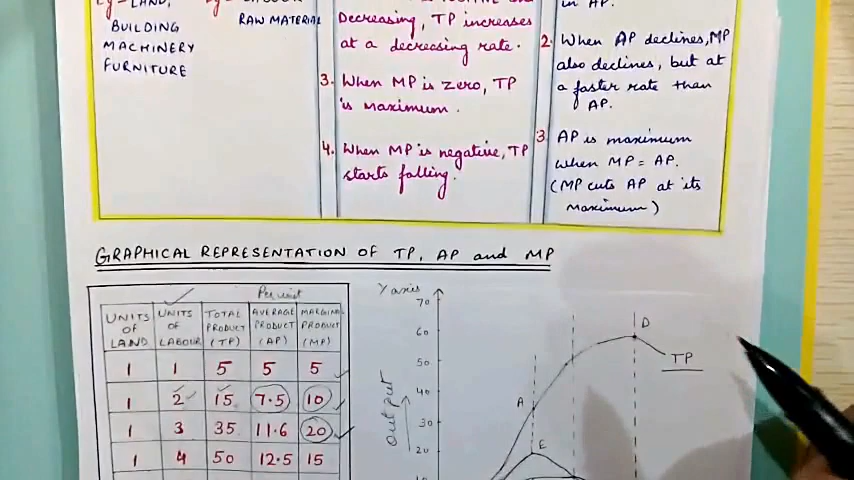 LAND,
BUILDING
MACHINERY
FURNITURE
RAW MATERIAL
Decreasing, TP increases
at a decreasing rate.
3. When MP is zero, TP
is maximum.
4. When MP is negative, TP
starts falling.
in AP.
2. When AP declines, MP
also declines, but at
a faster rate than
AP.
3. AP is maximum
when MP = AP.
(MP cuts AP at its
maximum)
GRAPHICAL REPRESENTATION OF TP, AP and MP
Per unit
UNITS OF LAND UNITS OF LABOUR TOTAL PRODUCT (TP) AVERAGE PRODUCT (AP) MARGINAL PRODUCT (MP)
1 1 5 5 5
1 2 15 7.5 10
1 3 35 11.6 20
1 4 50 12.5 15
Y axis
70
60
50
40
30
20
10
output
A
E
D
TP